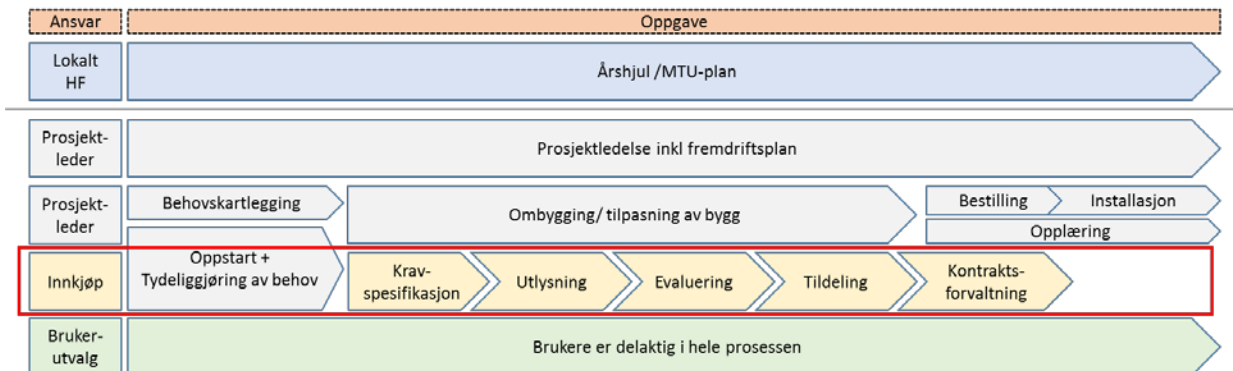 Ansvar
Oppgave
Lokalt
HF
Årshjul /MTU-plan
Prosjekt-
leder
Prosjektledelse inkl fremdriftsplan
Prosjekt-
leder
Behovskartlegging
Ombygging/ tilpasning av bygg
Bestilling
Installasjon
Opplæring
Innkjøp
Oppstart +
Tydeliggjøring av behov
Krav-
spesifikasjon
Utlysning
Evaluering
Tildeling
Kontrakts-
forvaltning
Bruker-
utvalg
Brukere er delaktig i hele prosessen